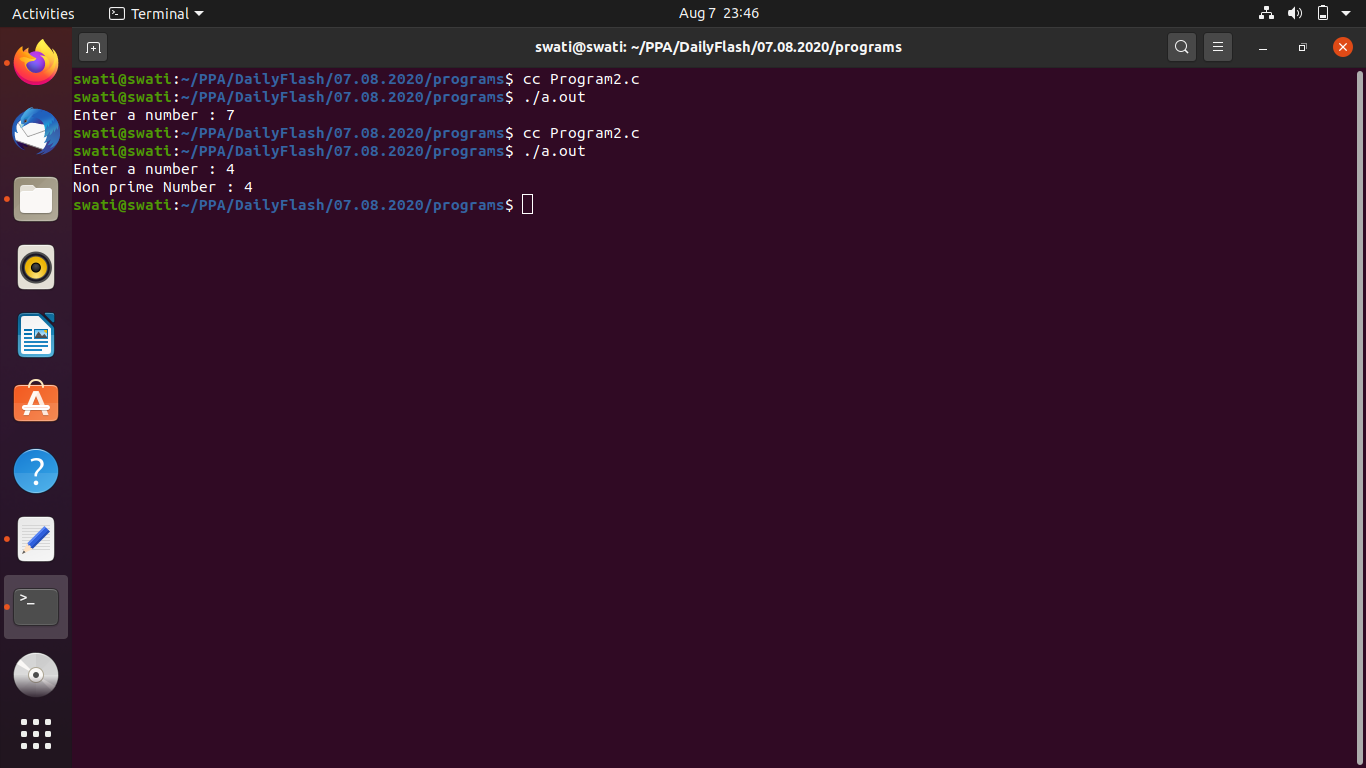 Activities Terminal Aug 7 23:46
swati@swati: ~/PPA/DailyFlash/07.08.2020/programs
swati@swati:~/PPA/DailyFlash/07.08.2020/programs$ cc Program2.c
swati@swati:~/PPA/DailyFlash/07.08.2020/programs$ ./a.out
Enter a number : 7
swati@swati:~/PPA/DailyFlash/07.08.2020/programs$ cc Program2.c
swati@swati:~/PPA/DailyFlash/07.08.2020/programs$ ./a.out
Enter a number : 4
Non prime Number : 4
swati@swati:~/PPA/DailyFlash/07.08.2020/programs$